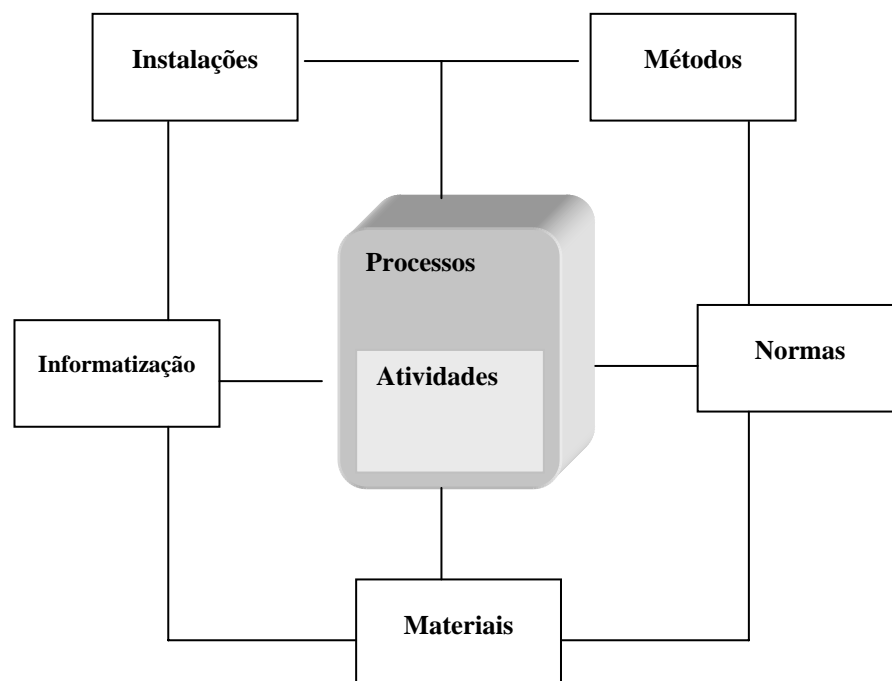 Instalações
Métodos
Processos
Informatização
Atividades
Normas
Materiais